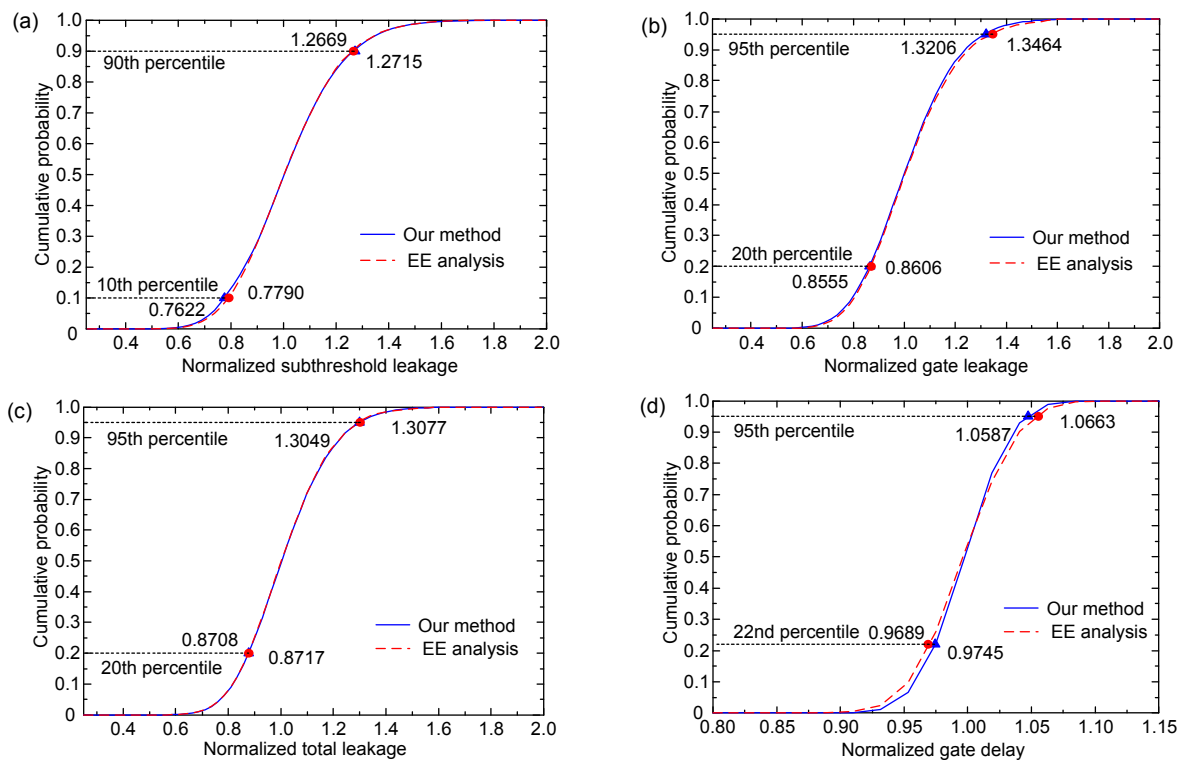 (a)
1.0
0.9
0.8
0.7
0.6
0.5
0.4
0.3
0.2
0.1
0
Cumulative probability
90th percentile
1.2669
1.2715
Our method
EE analysis
10th percentile
0.7622
0.7790
0.4 0.6 0.8 1.0 1.2 1.4 1.6 1.8 2.0
Normalized subthreshold leakage
(b)
1.0
0.9
0.8
0.7
0.6
0.5
0.4
0.3
0.2
0.1
0
Cumulative probability
95th percentile
1.3206
1.3464
Our method
EE analysis
20th percentile
0.8555
0.8606
0.4 0.6 0.8 1.0 1.2 1.4 1.6 1.8 2.0
Normalized gate leakage
(c)
1.0
0.9
0.8
0.7
0.6
0.5
0.4
0.3
0.2
0.1
0
Cumulative probability
95th percentile
1.3049
1.3077
Our method
EE analysis
0.8708
20th percentile
0.8717
0.4 0.6 0.8 1.0 1.2 1.4 1.6 1.8 2.0
Normalized total leakage
(d)
1.0
0.9
0.8
0.7
0.6
0.5
0.4
0.3
0.2
0.1
0
Cumulative probability
95th percentile
1.0587
1.0663
Our method
EE analysis
22nd percentile
0.9689
0.9745
0.80 0.85 0.90 0.95 1.00 1.05 1.10 1.15
Normalized gate delay